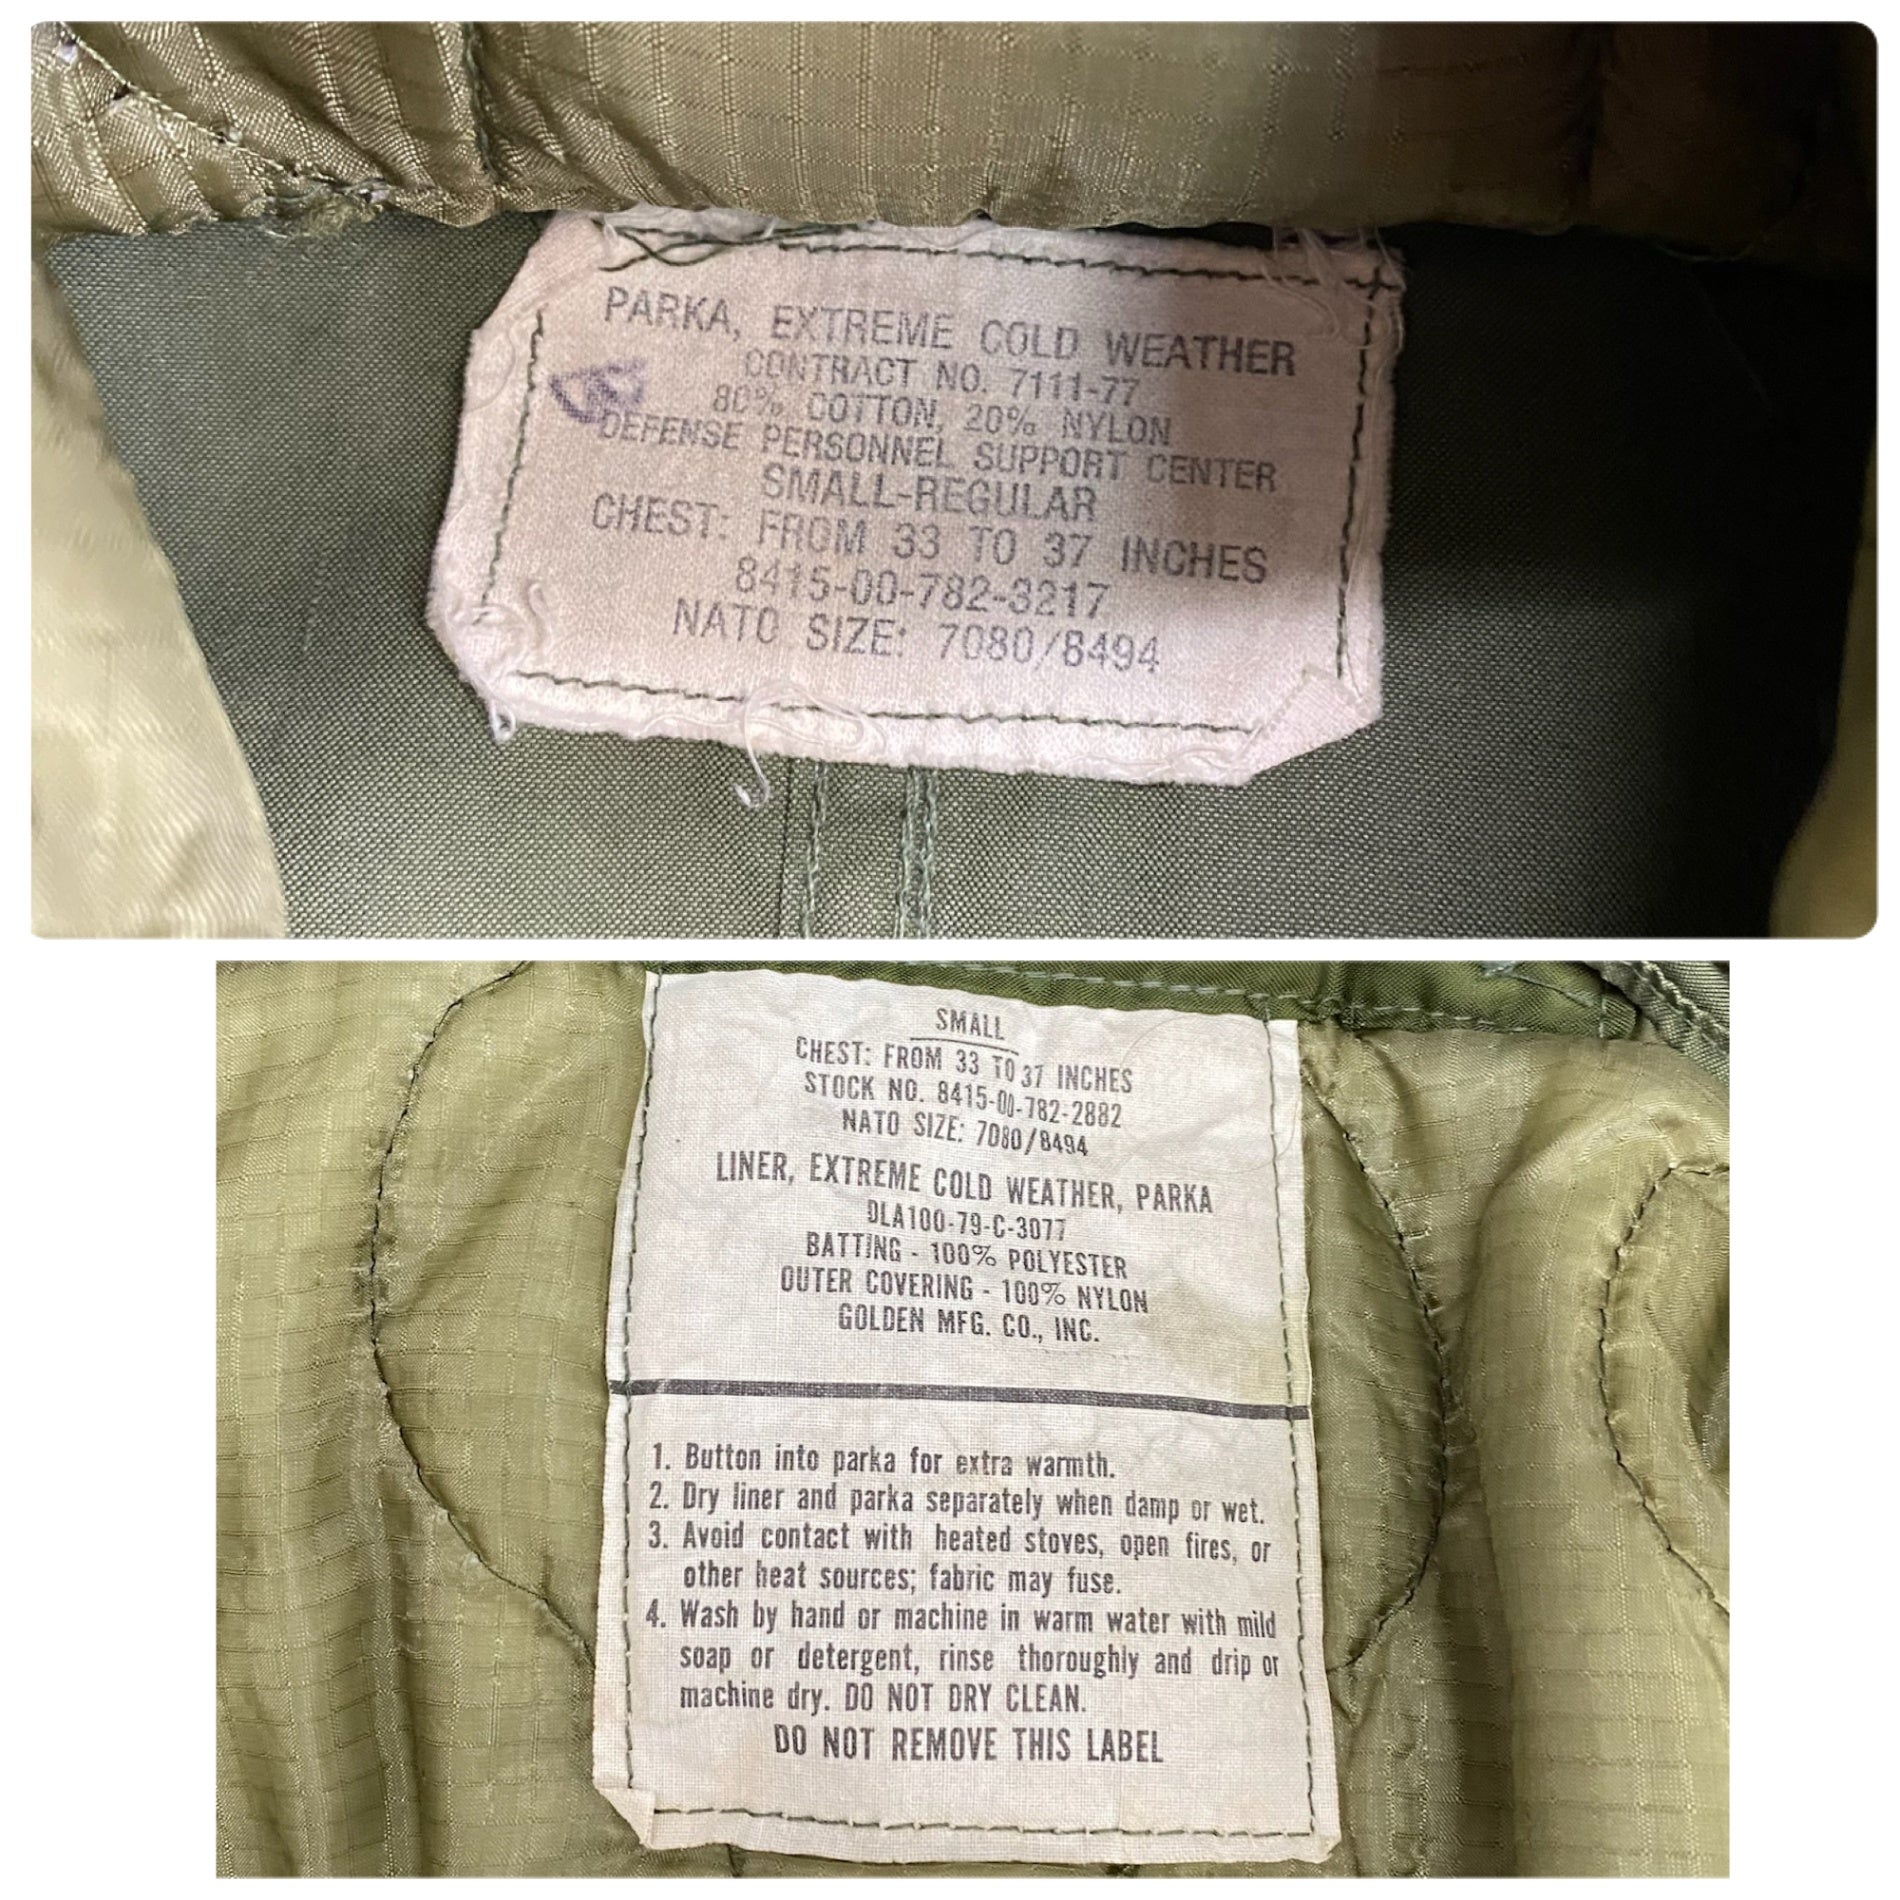 PARKA, EXTREME COLD WEATHER
CONTRACT NO. 7111-77
80% COTTON, 20% NYLON
DEFENSE PERSONNEL SUPPORT CENTER
SMALL-REGULAR
CHEST: FROM 33 TO 37 INCHES
8415-00-782-3217
NATO SIZE: 7080/8494
SMALL
CHEST: FROM 33 TO 37 INCHES
STOCK NO. 8415-00-782-2882
NATO SIZE: 7080/8494
LINER, EXTREME COLD WEATHER, PARKA
DLA100-79-C-3077
BATTING - 100% POLYESTER
OUTER COVERING - 100% NYLON
GOLDEN MFG. CO., INC.
1. Button into parka for extra warmth.
2. Dry liner and parka separately when damp or wet.
3. Avoid contact with heated stoves, open fires, or
other heat sources; fabric may fuse.
4. Wash by hand or machine in warm water with mild
soap or detergent, rinse thoroughly and drip or
machine dry. DO NOT DRY CLEAN.
DO NOT REMOVE THIS LABEL